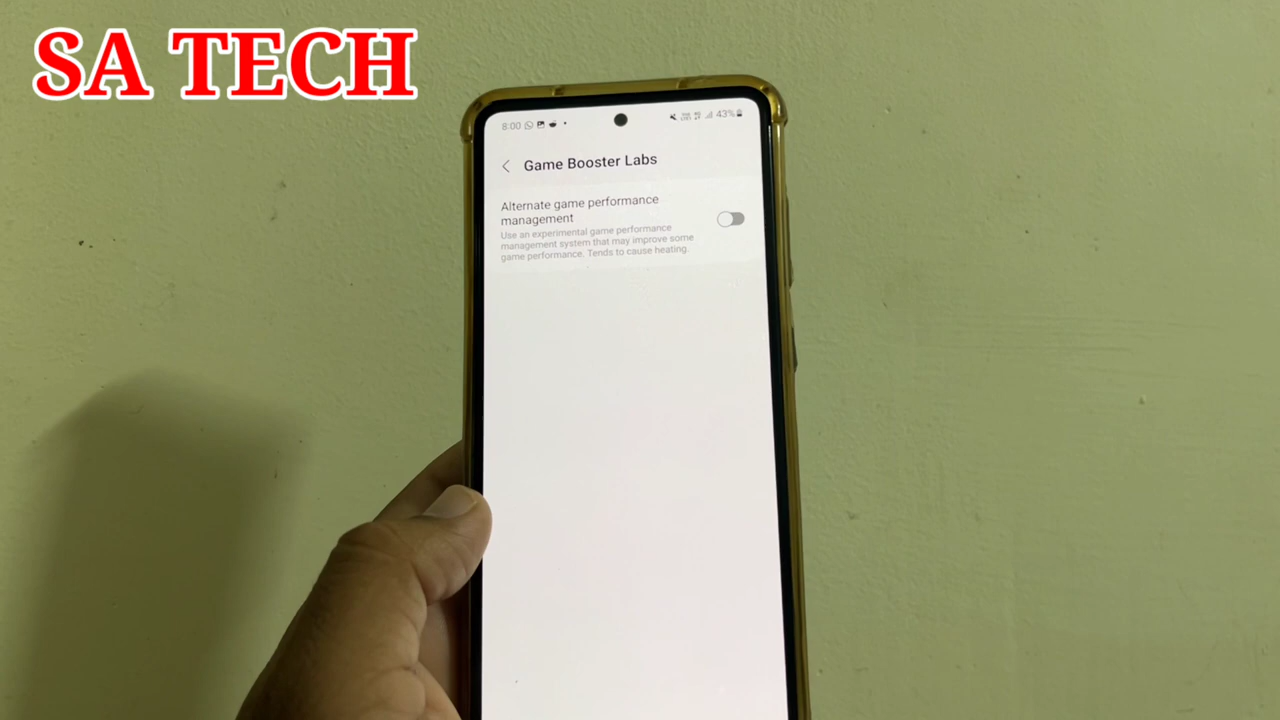 SA TECH
8:00 43%
Game Booster Labs
Alternate game performance
management
Use an experimental game performance
management system that may improve some
game performance. Tends to cause heating.